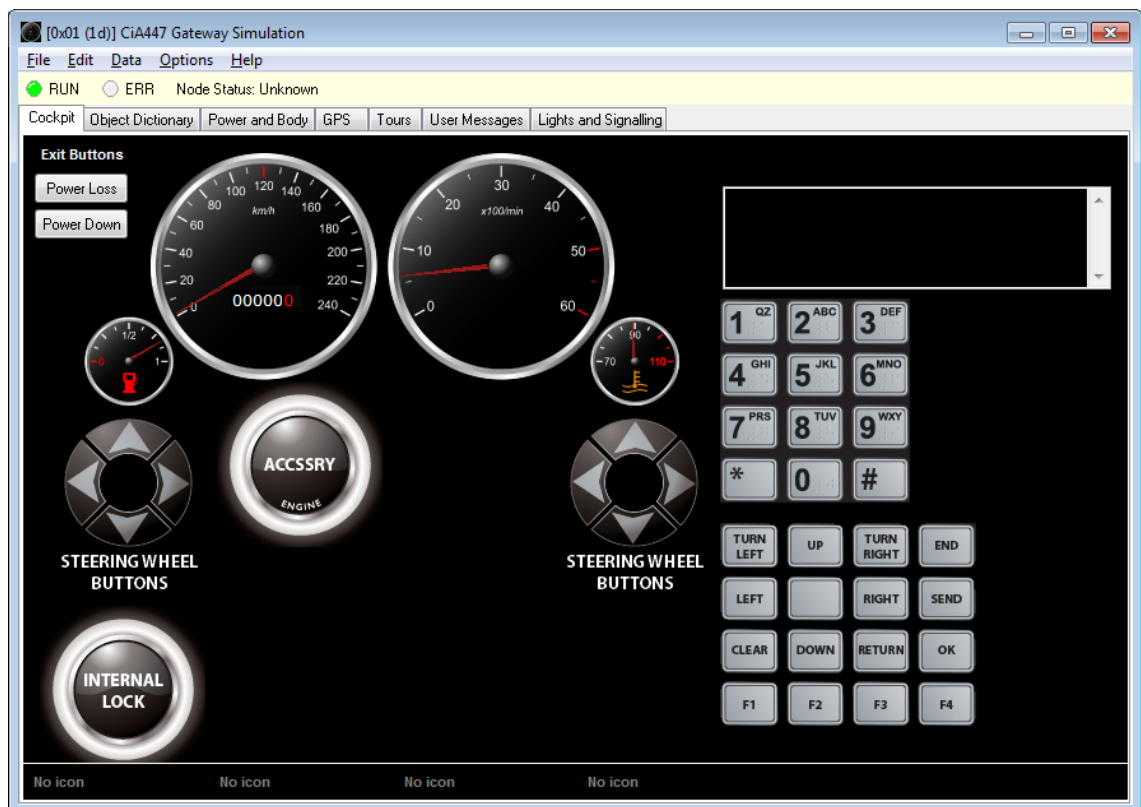 [0x01 (1d)] CiA447 Gateway Simulation
File Edit Data Options Help
RUN ERR Node Status: Unknown
Cockpit Object Dictionary Power and Body GPS Tours User Messages Lights and Signalling
Exit Buttons
Power Loss
Power Down
0 20 40 60 80 100 120 140 160 180 200 220 240
km/h
000000
0 10 20 30 40 50 60
x100/min
0 1/2 1
70 90 110
ACCSSRY
ENGINE
STEERING WHEEL
BUTTONS
STEERING WHEEL
BUTTONS
INTERNAL
LOCK
1 QZ 2 ABC 3 DEF
4 GHI 5 JKL 6 MNO
7 PRS 8 TUV 9 WXY
* 0 #
TURN LEFT UP TURN RIGHT END
LEFT RIGHT SEND
CLEAR DOWN RETURN OK
F1 F2 F3 F4
No icon No icon No icon No icon